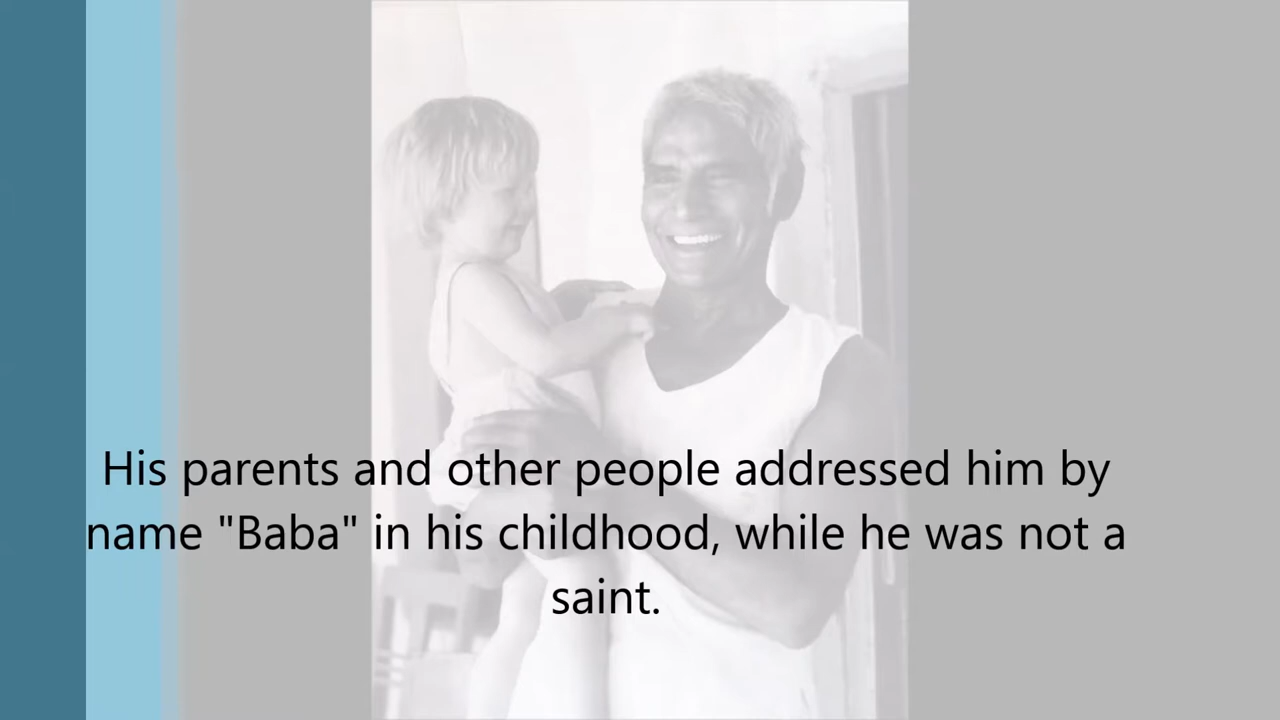 His parents and other people addressed him by
name "Baba" in his childhood, while he was not a
saint.